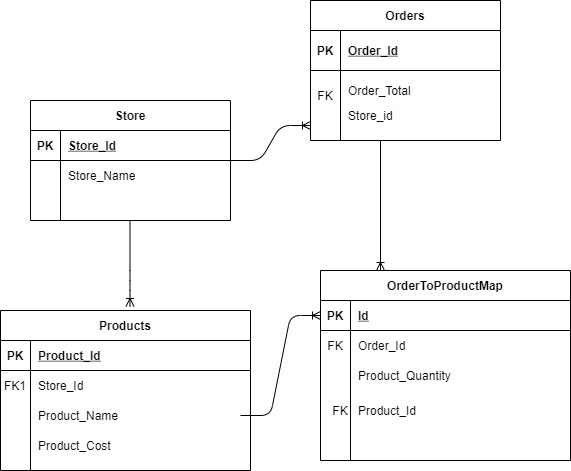 Orders
PK Order_Id
FK Order_Total
Store_id
Store
PK Store_Id
Store_Name
OrderToProductMap
PK Id
FK Order_Id
Product_Quantity
FK Product_Id
Products
PK Product_Id
FK1 Store_Id
Product_Name
Product_Cost